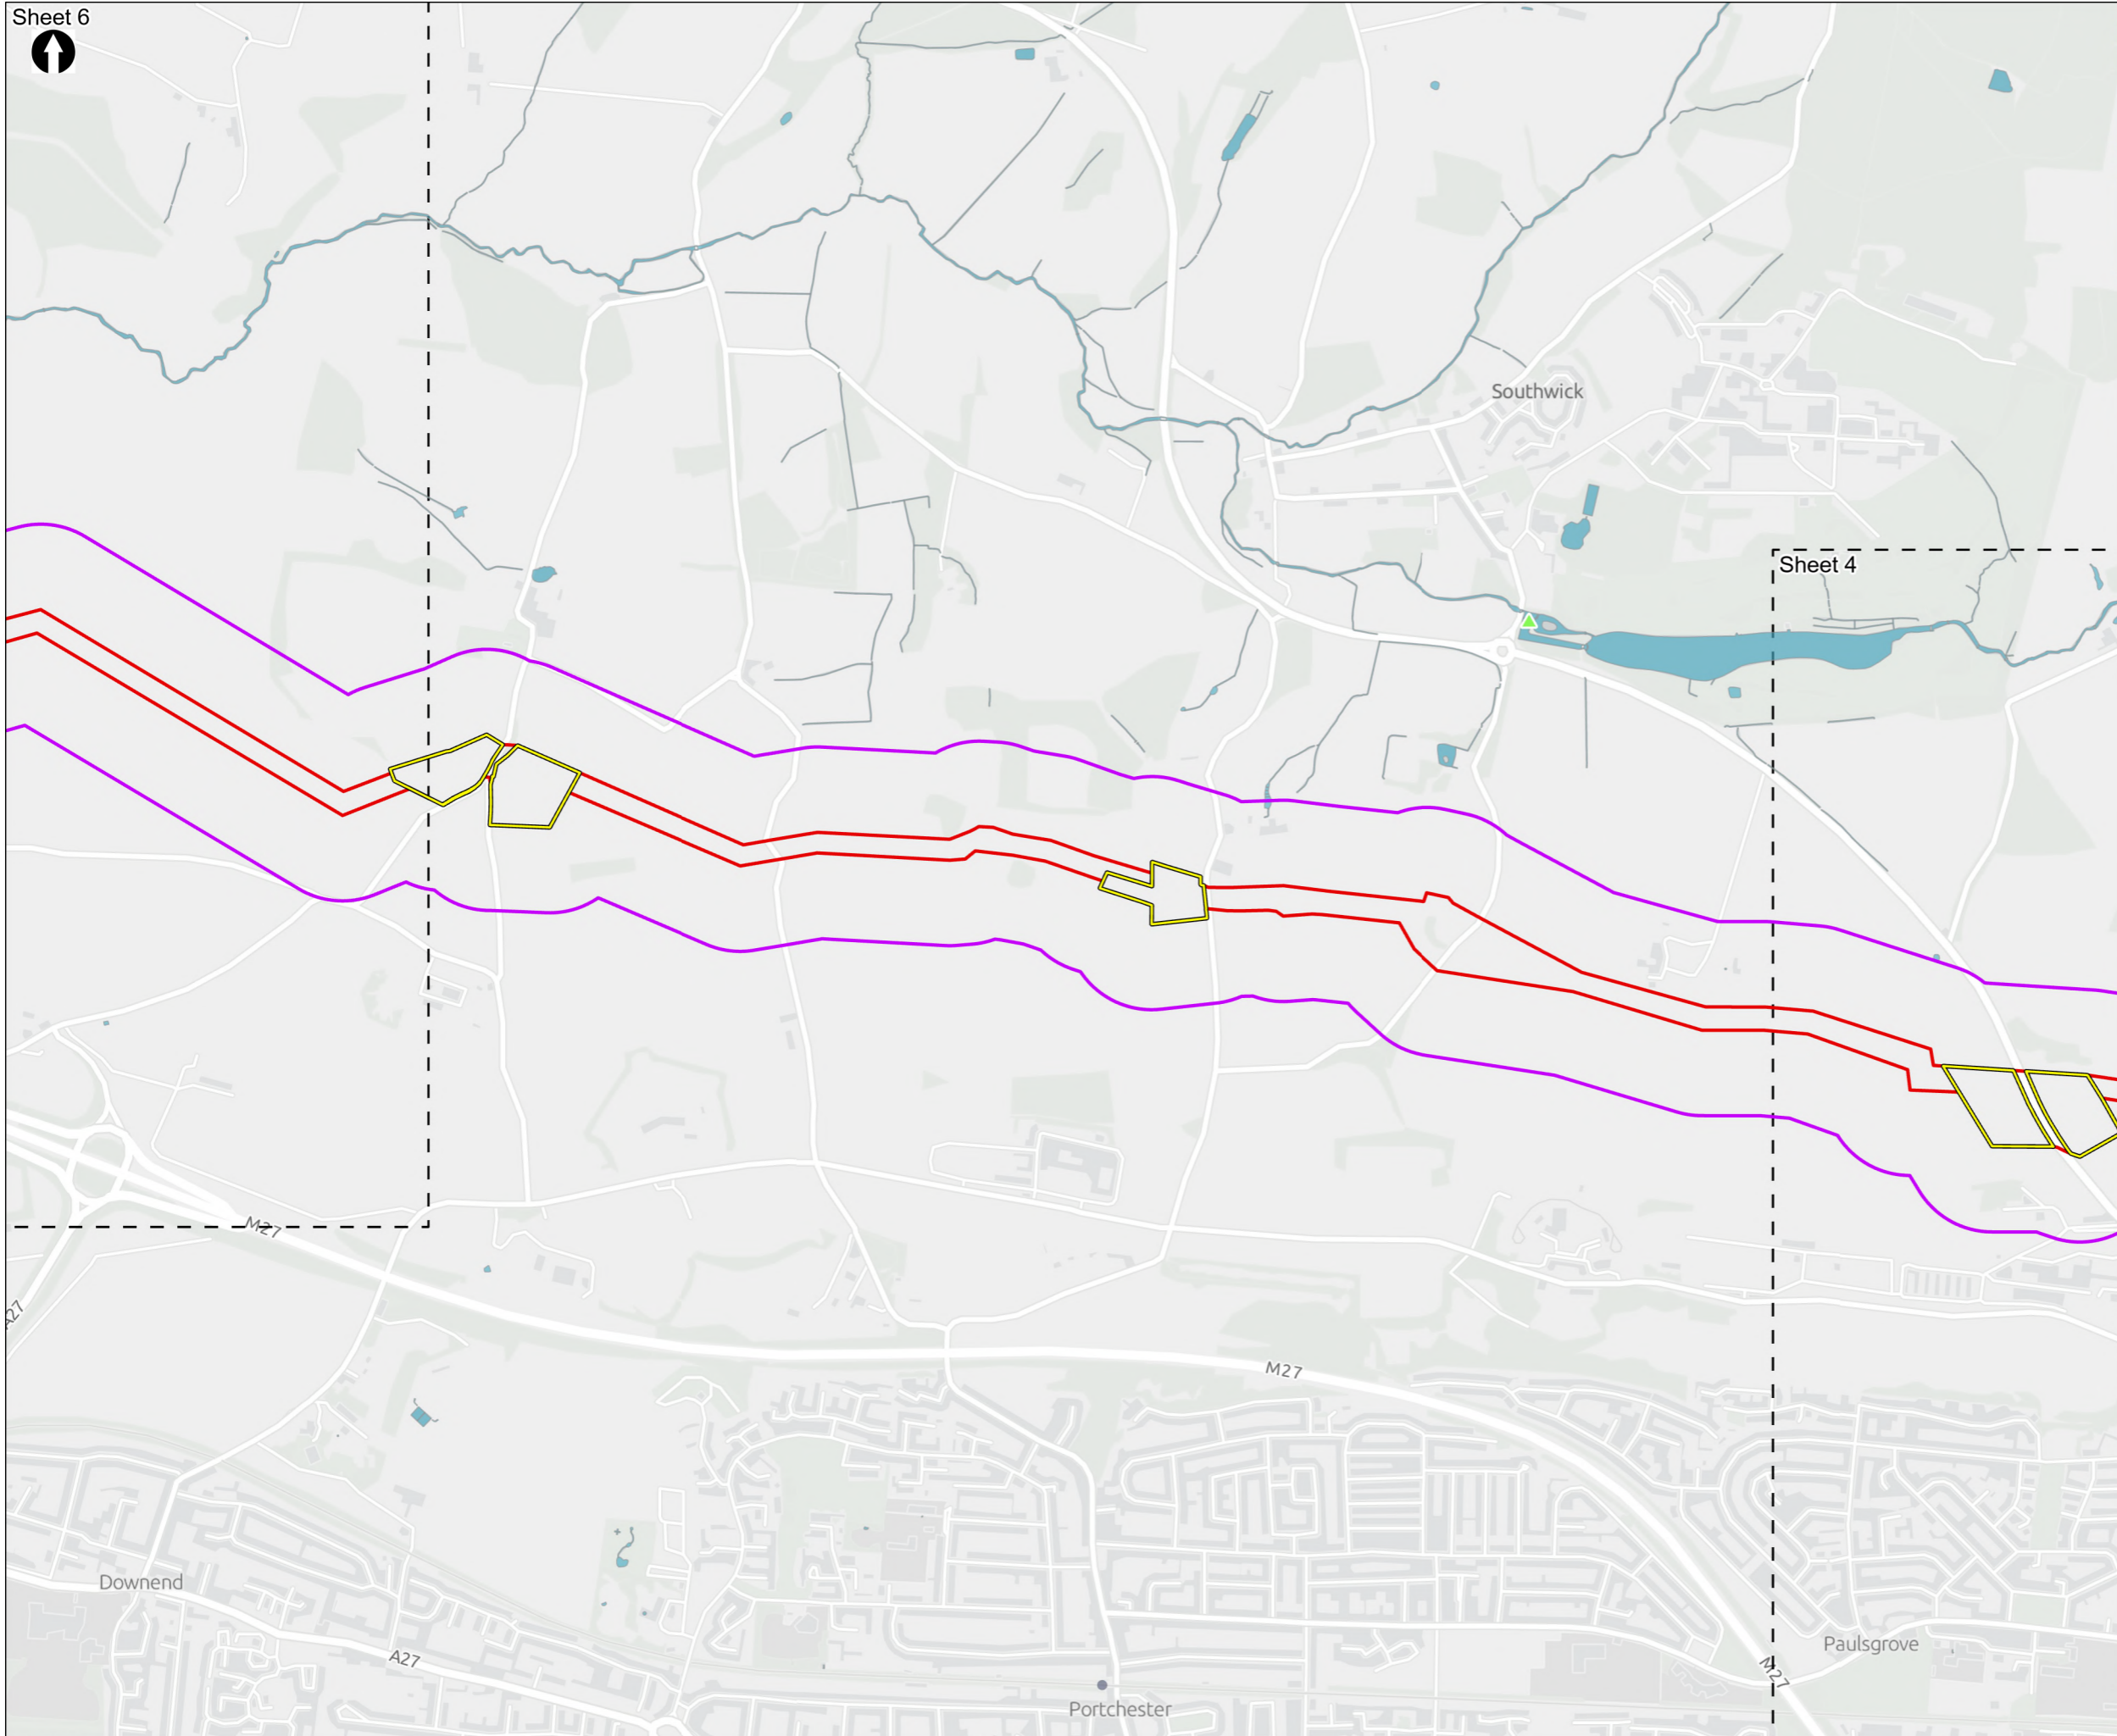 Sheet 6
Southwick
Sheet 4
M27
A27
M27
Downend
A27
Paulsgrove
M27
Portchester